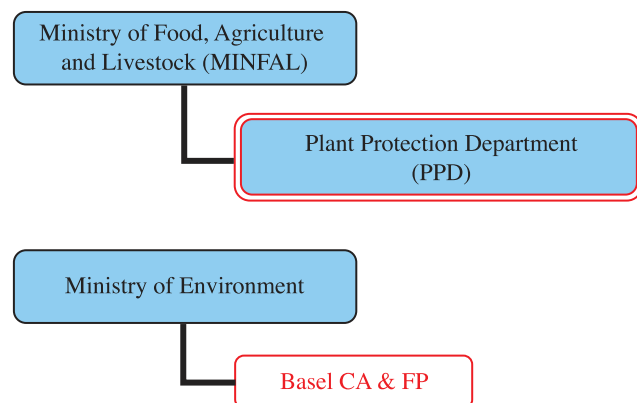 Ministry of Food, Agriculture
and Livestock (MINFAL)
Plant Protection Department
(PPD)
Ministry of Environment
Basel CA & FP